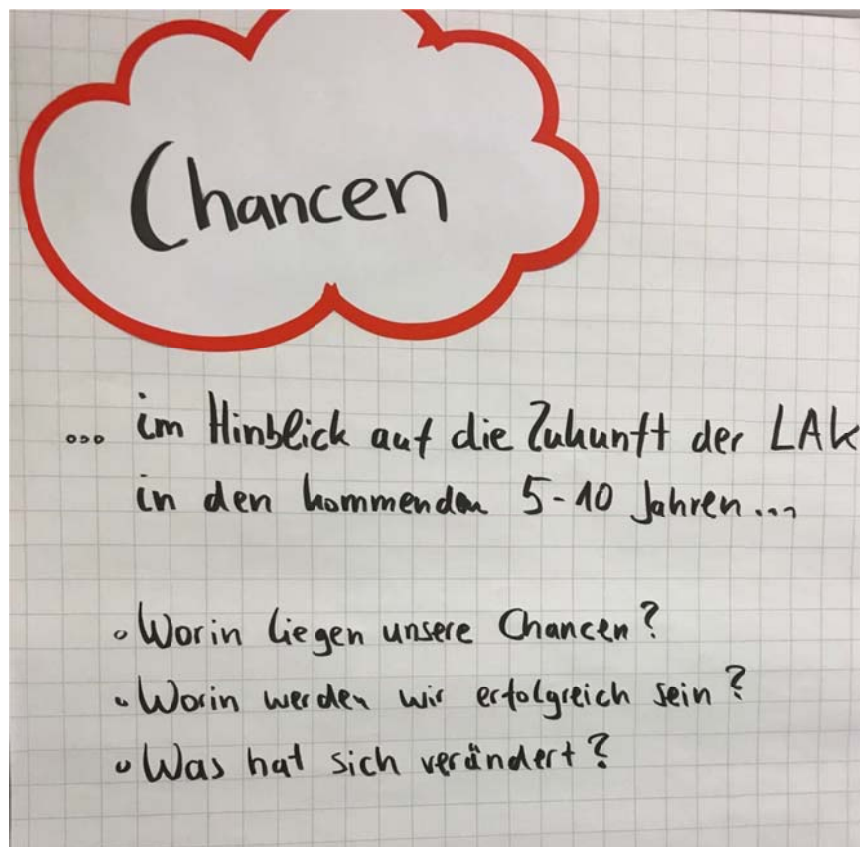 Chancen
... im Hinblick auf die Zukunft der LAK
in den kommenden 5-10 Jahren...
• Worin liegen unsere Chancen?
• Worin werden wir erfolgreich sein?
• Was hat sich verändert?